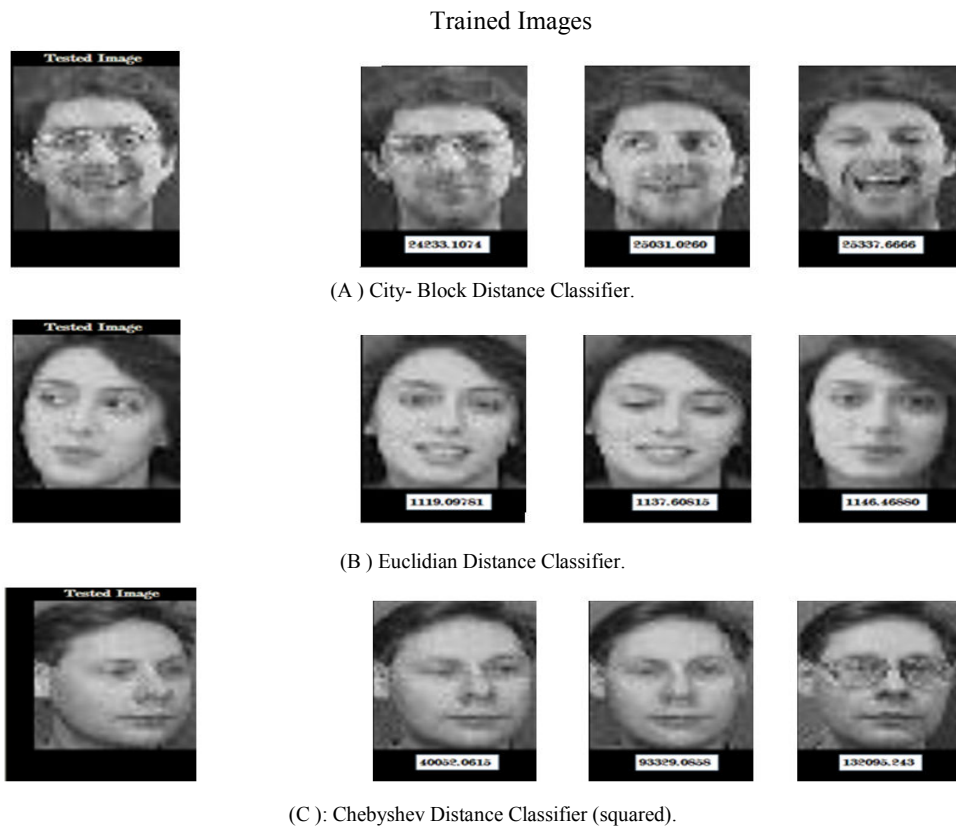 Trained Images
Tested Image
24233.1074 25031.0260 25337.6666
(A ) City- Block Distance Classifier.
Tested Image
1119.09781 1137.60815 1146.46880
(B ) Euclidian Distance Classifier.
Tested Image
40052.0615 93329.0858 132095.243
(C ): Chebyshev Distance Classifier (squared).